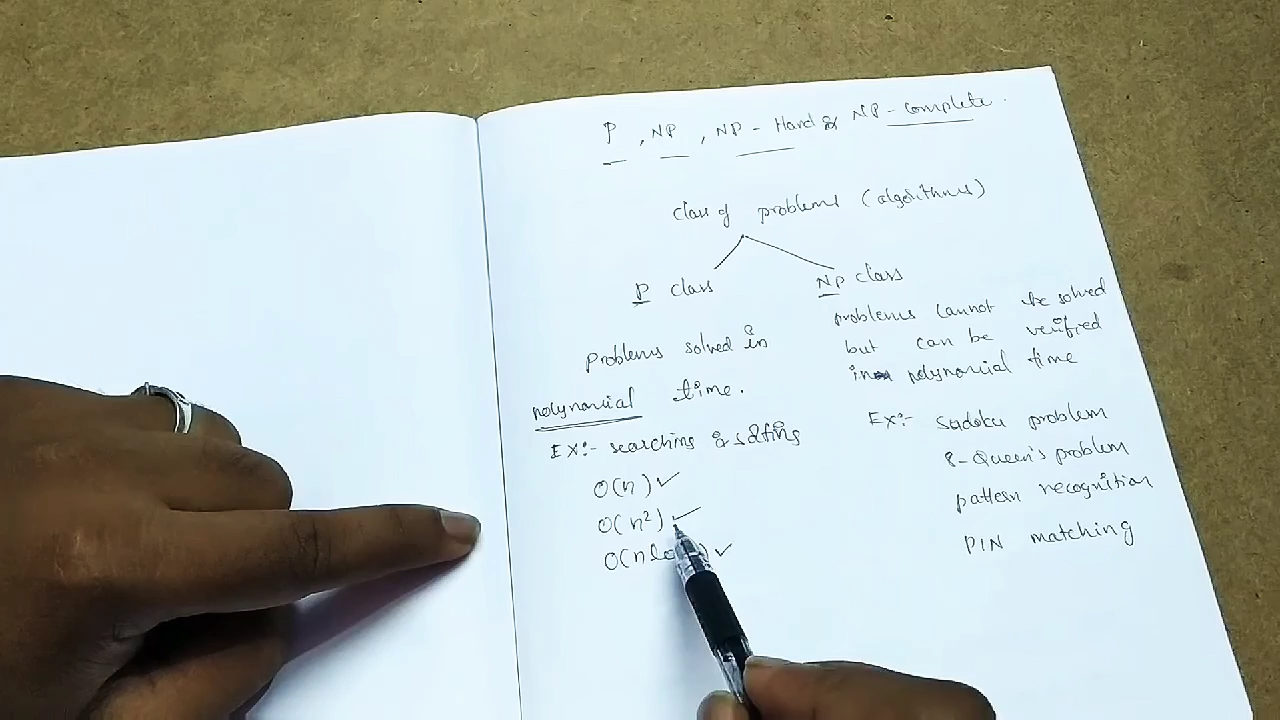 P, NP, NP-Hard & NP-complete.
class of problems (algorithms)
P class
NP class
Problems solved in
polynomial time.
Ex:- searching & sorting
O(n) ✓
O(n²) ✓
O(n lo ) ✓
problems cannot be solved
but can be verified
in polynomial time
Ex:- Sudoku problem
8-Queen's problem
pattern recognition
PIN matching